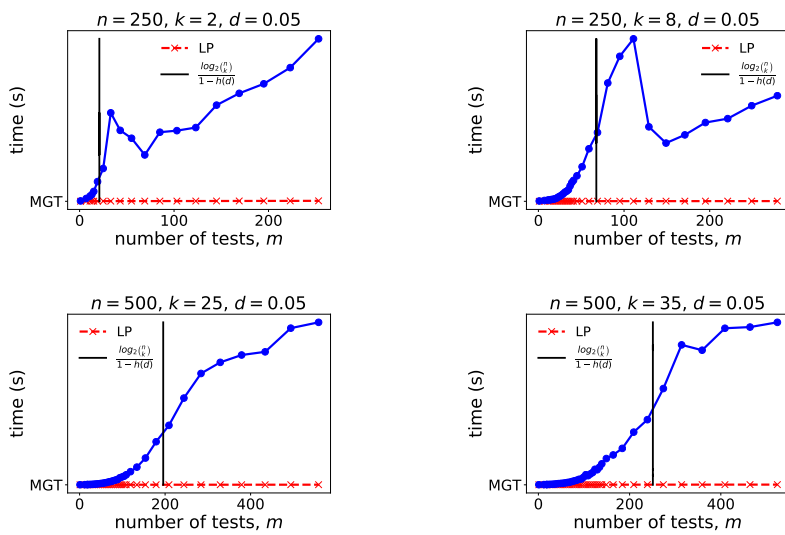 n = 250, k = 2, d = 0.05
time (s)
MGT
LP
log₂(n k)
1 − h(d)
0 100 200
number of tests, m
n = 250, k = 8, d = 0.05
time (s)
MGT
LP
log₂(n k)
1 − h(d)
0 100 200
number of tests, m
n = 500, k = 25, d = 0.05
time (s)
MGT
LP
log₂(n k)
1 − h(d)
0 200 400
number of tests, m
n = 500, k = 35, d = 0.05
time (s)
MGT
LP
log₂(n k)
1 − h(d)
0 200 400
number of tests, m